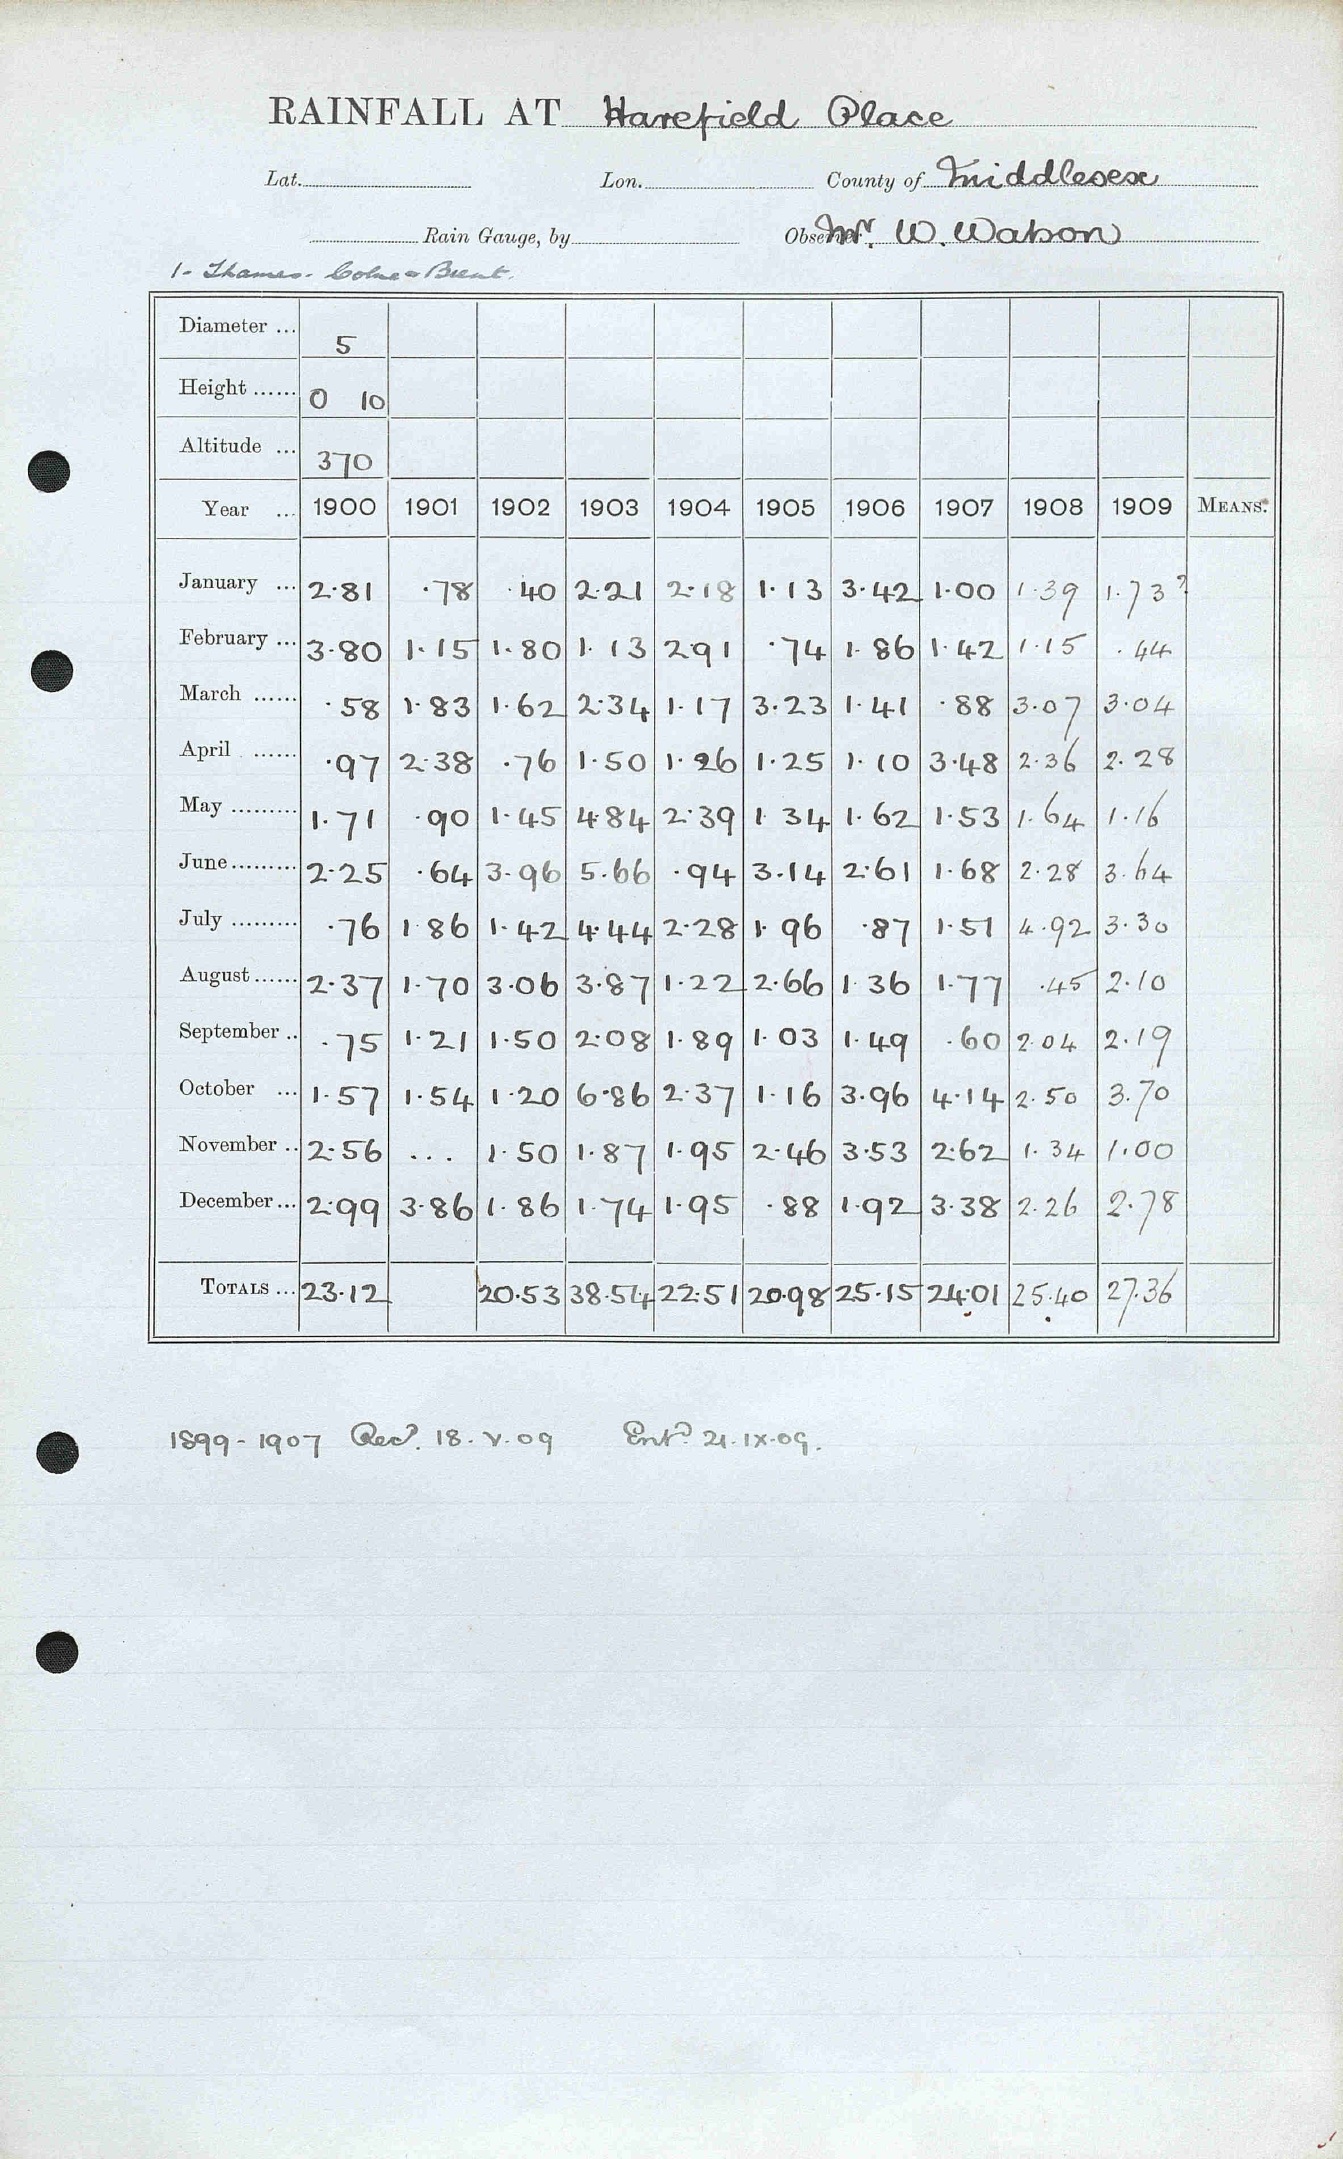 RAINFALL AT Harefield Place
Lat. Lon. County of Middlesex
Rain Gauge, by Observer Mr. W. Watson
1- Thames- Colne & Brent.
Diameter ... 5
Height ...... 0 10
Altitude ... 370
Year ... 1900 1901 1902 1903 1904 1905 1906 1907 1908 1909 MEANS.
January ... 2.81 .78 .40 2.21 2.18 1.13 3.42 1.00 1.39 1.73?
February ... 3.80 1.15 1.80 1.13 2.91 .74 1.86 1.42 1.15 .44
March ...... .58 1.83 1.62 2.34 1.17 3.23 1.41 .88 3.07 3.04
April ...... .97 2.38 .76 1.50 1.26 1.25 1.10 3.48 2.36 2.28
May ......... 1.71 .90 1.45 4.84 2.39 1.34 1.62 1.53 1.64 1.16
June ......... 2.25 .64 3.96 5.66 .94 3.14 2.61 1.68 2.28 3.64
July ......... .76 1.86 1.42 4.44 2.28 1.96 .87 1.51 4.92 3.30
August ...... 2.37 1.70 3.06 3.87 1.22 2.66 1.36 1.77 .45 2.10
September .. .75 1.21 1.50 2.08 1.89 1.03 1.49 .60 2.04 2.19
October ... 1.57 1.54 1.20 6.86 2.37 1.16 3.96 4.14 2.50 3.70
November .. 2.56 ... 1.50 1.87 1.95 2.46 3.53 2.62 1.34 1.00
December ... 2.99 3.86 1.86 1.74 1.95 .88 1.92 3.38 2.26 2.78
TOTALS ... 23.12 20.53 38.54 22.51 20.98 25.15 24.01 25.40 27.36
1899-1907 Recd. 18.V.09 Entd. 21.IX.09.